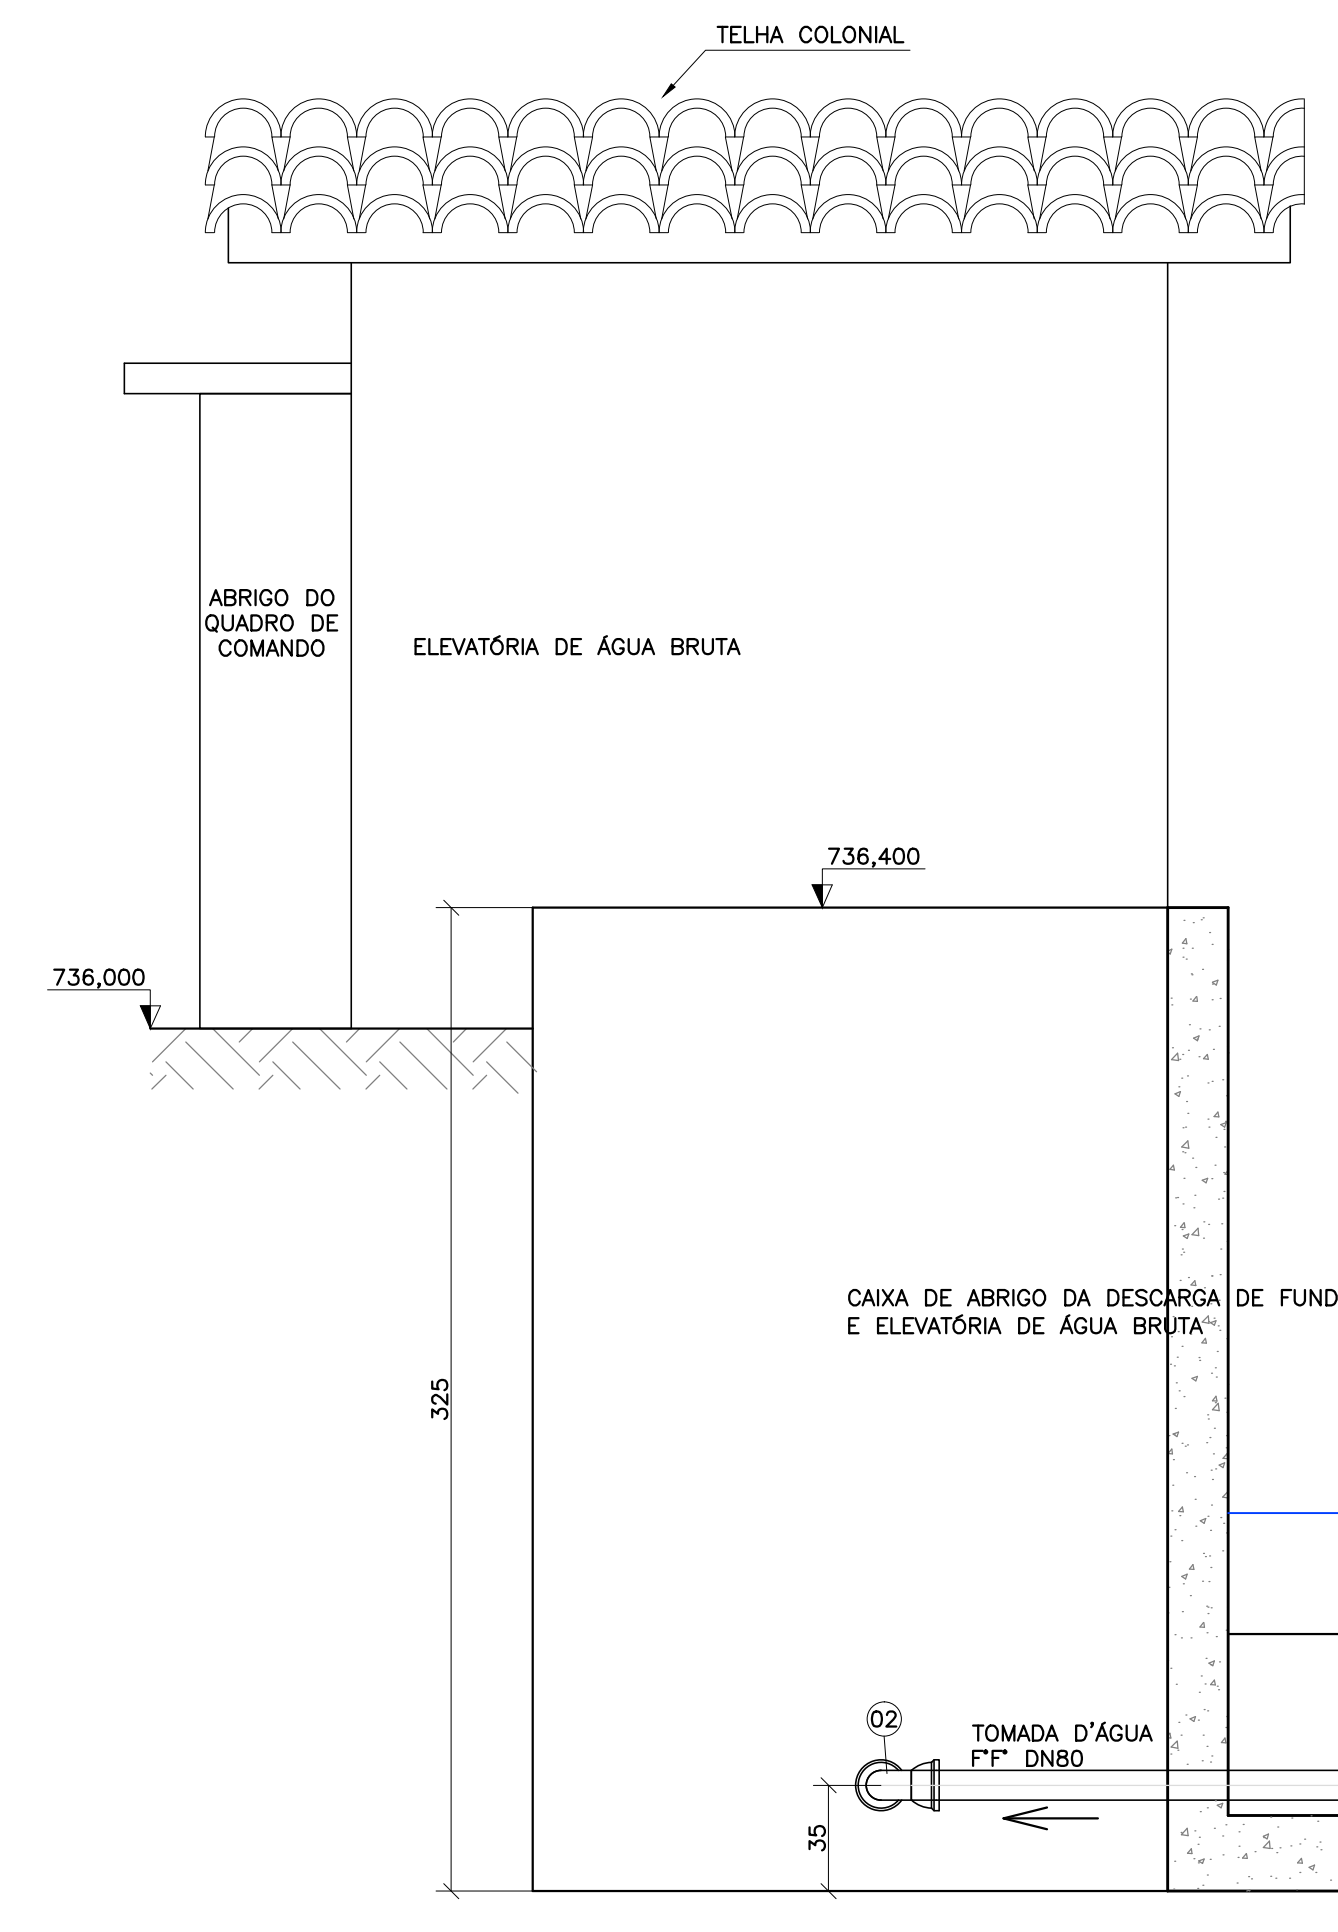 TELHA COLONIAL
ABRIGO DO
QUADRO DE
COMANDO
ELEVATÓRIA DE ÁGUA BRUTA
736,400
736,000
CAIXA DE ABRIGO DA DESCARGA DE FUND
E ELEVATÓRIA DE ÁGUA BRUTA
325
02
TOMADA D'ÁGUA
F°F° DN80
35